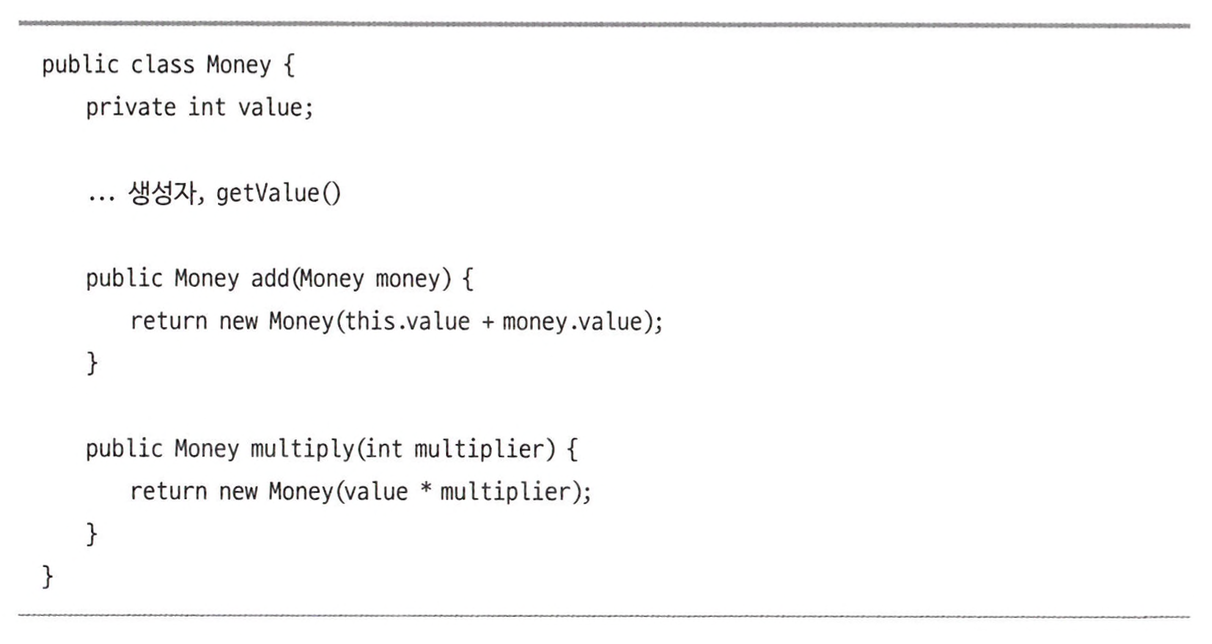 public class Money {
    private int value;

    ... 생성자, getValue()

    public Money add(Money money) {
        return new Money(this.value + money.value);
    }

    public Money multiply(int multiplier) {
        return new Money(value * multiplier);
    }
}